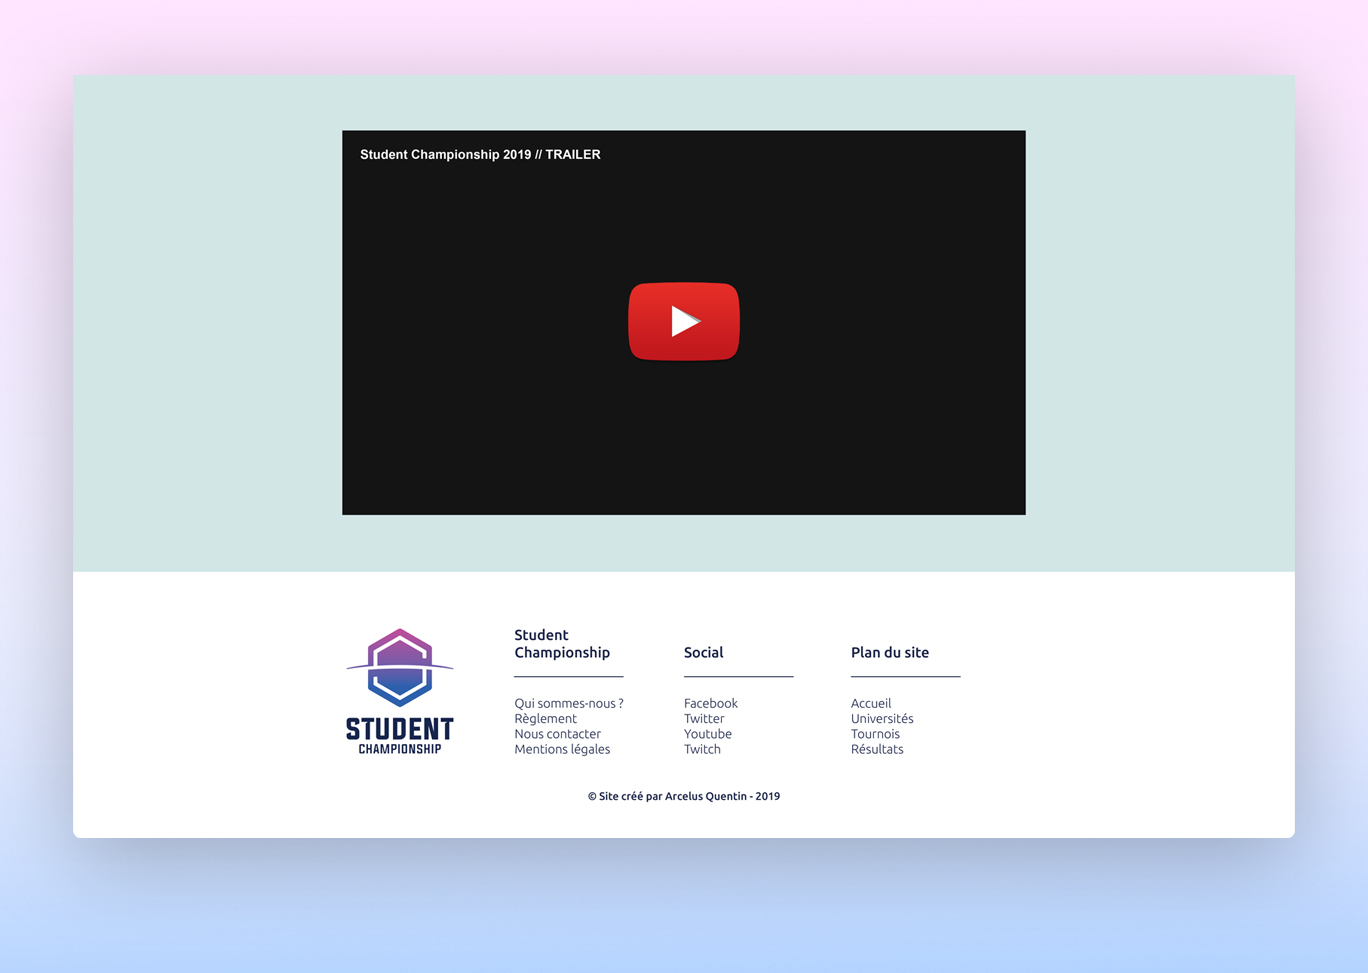 Student Championship 2019 // TRAILER
STUDENT
CHAMPIONSHIP
Student
Championship
Qui sommes-nous ?
Règlement
Nous contacter
Mentions légales
Social
Facebook
Twitter
Youtube
Twitch
Plan du site
Accueil
Universités
Tournois
Résultats
© Site créé par Arcelus Quentin - 2019